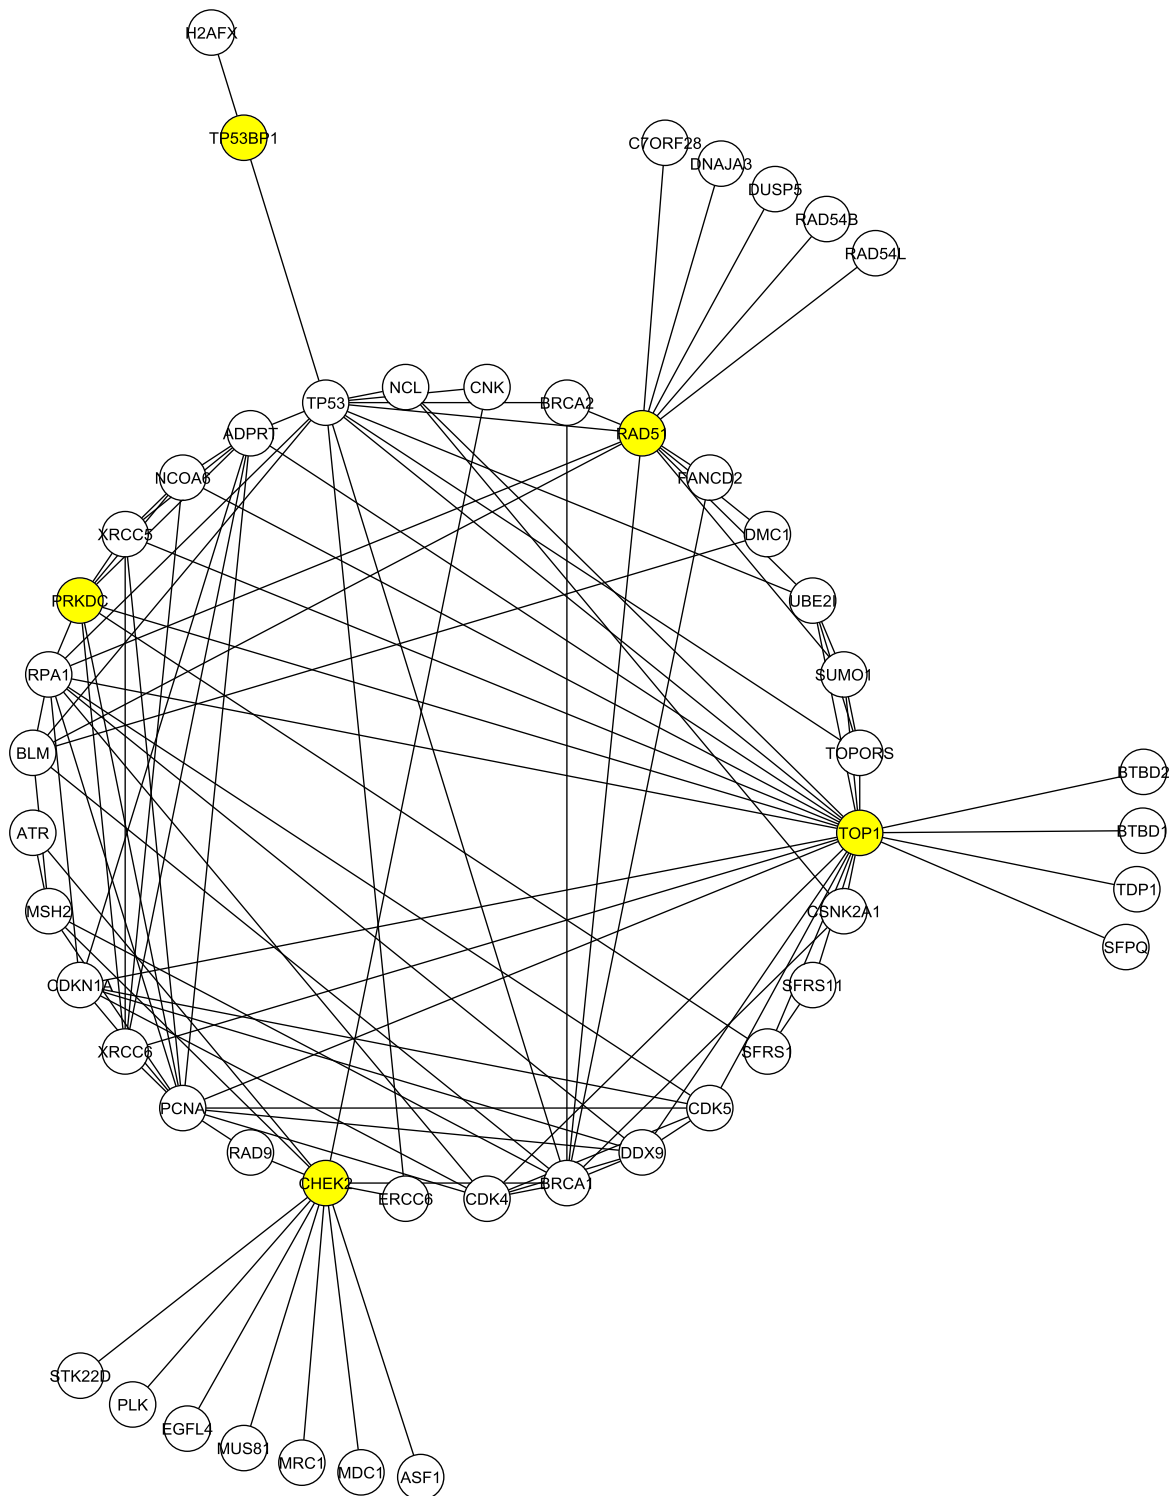 H2AFX
TP53BP1
C7ORF28
DNAJA3
DUSP5
RAD54B
RAD54L
TP53
NCL
CNK
BRCA2
RAD51
ADPRT
NCOA6
FANCD2
XRCC5
DMC1
PRKDC
UBE2I
RPA1
SUMO1
BLM
TOPORS
BTBD2
ATR
TOP1
BTBD1
TDP1
MSH2
CSNK2A1
SFPQ
CDKN1A
SFRS11
XRCC6
SFRS1
PCNA
CDK5
RAD9
DDX9
CHEK2
ERCC6
CDK4
BRCA1
STK22D
PLK
EGFL4
MUS81
MRC1
MDC1
ASF1